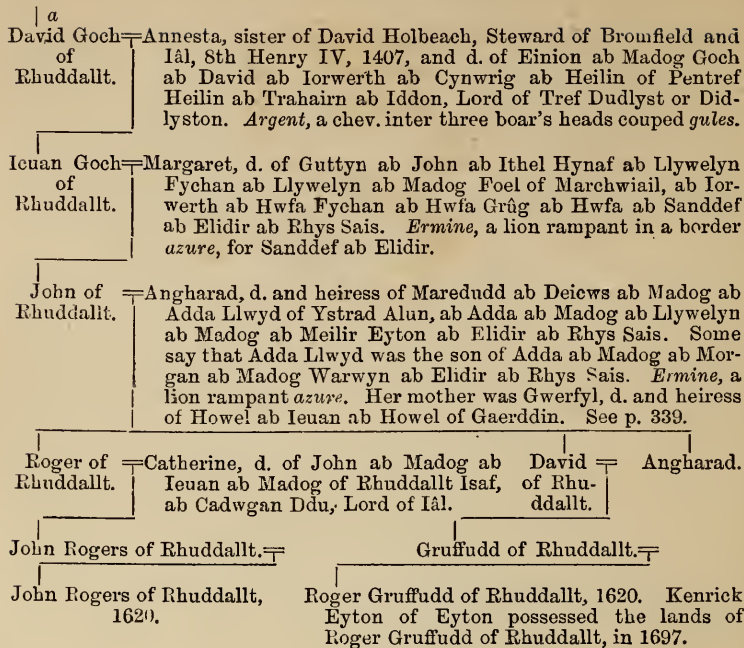 | a
David Goch=Annesta, sister of David Holbeach, Steward of Bromfield and
of Rhuddallt. Iâl, 8th Henry IV, 1407, and d. of Einion ab Madog Goch
ab David ab Iorwerth ab Cynwrig ab Heilin of Pentref
Heilin ab Trahairn ab Iddon, Lord of Tref Dudlyst or Did-
lyston. Argent, a chev. inter three boar's heads couped gules.
Ieuan Goch=Margaret, d. of Guttyn ab John ab Ithel Hynaf ab Llywelyn
of Rhuddallt. Fychan ab Llywelyn ab Madog Foel of Marchwiail, ab Ior-
werth ab Hwfa Fychan ab Hwfa Grûg ab Hwfa ab Sanddef
ab Elidir ab Rhys Sais. Ermine, a lion rampant in a border
azure, for Sanddef ab Elidir.
John of =Angharad, d. and heiress of Maredudd ab Deicws ab Madog ab
Rhuddallt. Adda Llwyd of Ystrad Alun, ab Adda ab Madog ab Llywelyn
ab Madog ab Meilir Eyton ab Elidir ab Rhys Sais. Some
say that Adda Llwyd was the son of Adda ab Madog ab Mor-
gan ab Madog Warwyn ab Elidir ab Rhys Sais. Ermine, a
lion rampant azure. Her mother was Gwerfyl, d. and heiress
of Howel ab Ieuan ab Howel of Gaerddin. See p. 339.
Roger of =Catherine, d. of John ab Madog ab
Rhuddallt. Ieuan ab Madog of Rhuddallt Isaf,
ab Cadwgan Ddu, Lord of Iâl.
David =
of Rhu-
ddallt.
Angharad.
John Rogers of Rhuddallt.=
Gruffudd of Rhuddallt.=
John Rogers of Rhuddallt,
1620.
Roger Gruffudd of Rhuddallt, 1620. Kenrick
Eyton of Eyton possessed the lands of
Roger Gruffudd of Rhuddallt, in 1697.